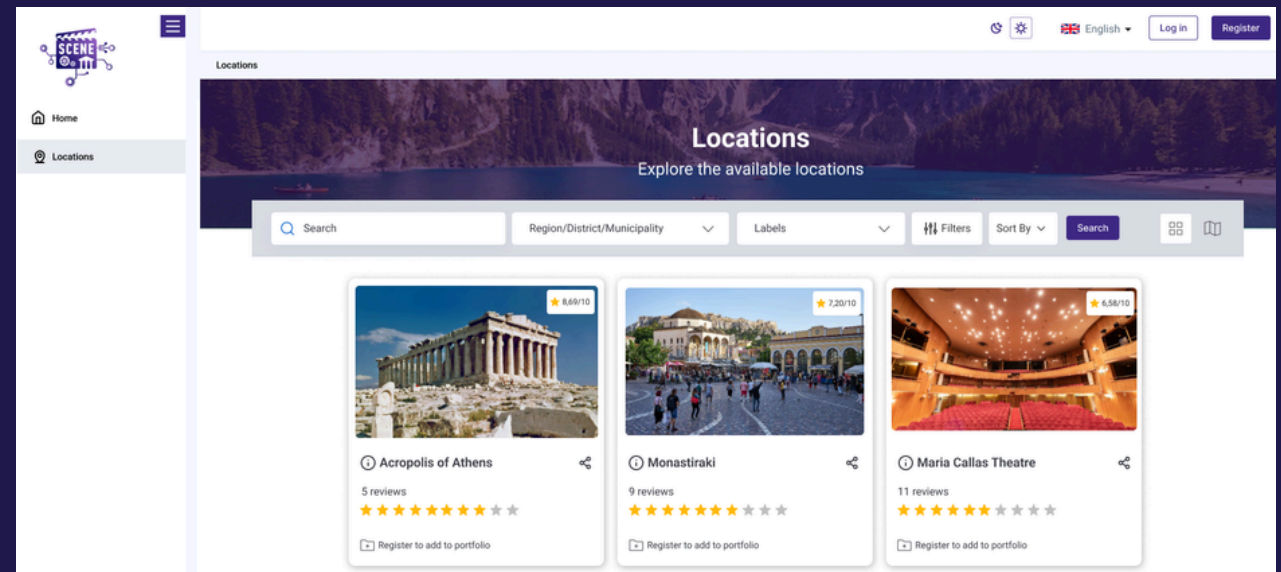 SCENE
English
Log in
Register
Locations
Home
Locations
Locations
Explore the available locations
Search
Region/District/Municipality
Labels
Filters
Sort By
Search
8,69/10
7,20/10
6,58/10
Acropolis of Athens
Monastiraki
Maria Callas Theatre
5 reviews
9 reviews
11 reviews
Register to add to portfolio
Register to add to portfolio
Register to add to portfolio